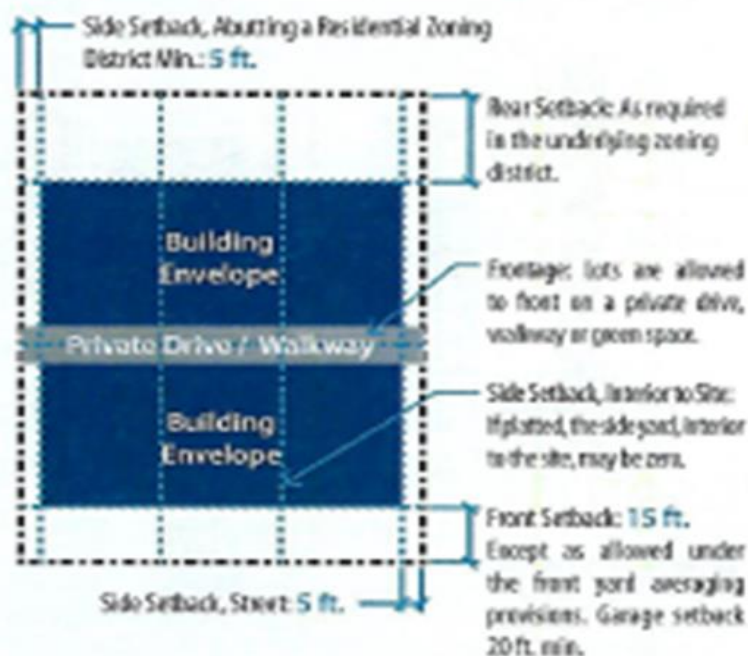 Side Setback, Abutting a Residential Zoning
District Min.: 5 ft.
Rear Setback: As required
in the underlying zoning
district.
Building
Envelope
Frontage: Lots are allowed
to front on a private drive,
walkway or green space.
Private Drive / Walkway
Side Setback, Interior to Site:
If platted, the side yard, interior
to the site, may be zero.
Building
Envelope
Front Setback: 15 ft.
Except as allowed under
the front yard averaging
provisions. Garage setback
20 ft. min.
Side Setback, Street: 5 ft.